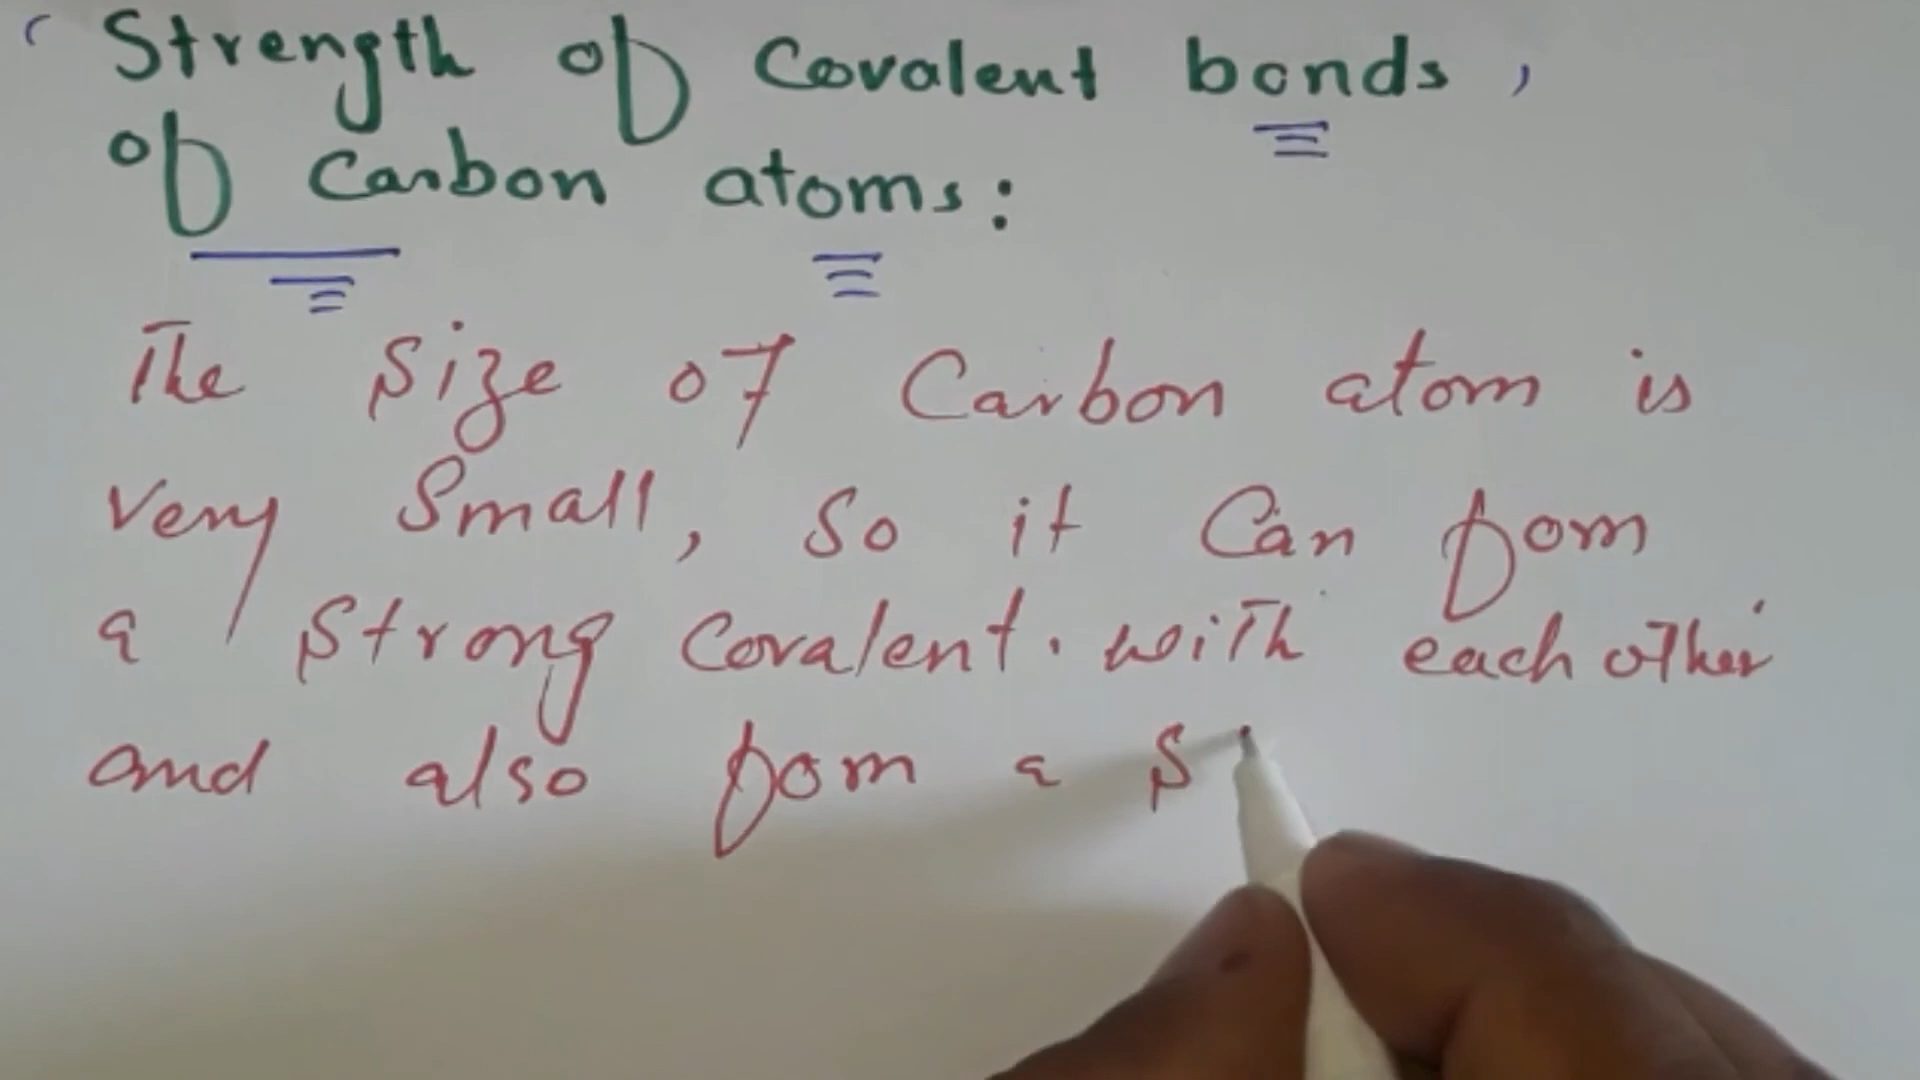 ‘ Strength of Covalent bonds ,
of Carbon atoms :
The Size of Carbon atom is
very Small, So it Can form
a Strong Covalent . with each other
and also form a S